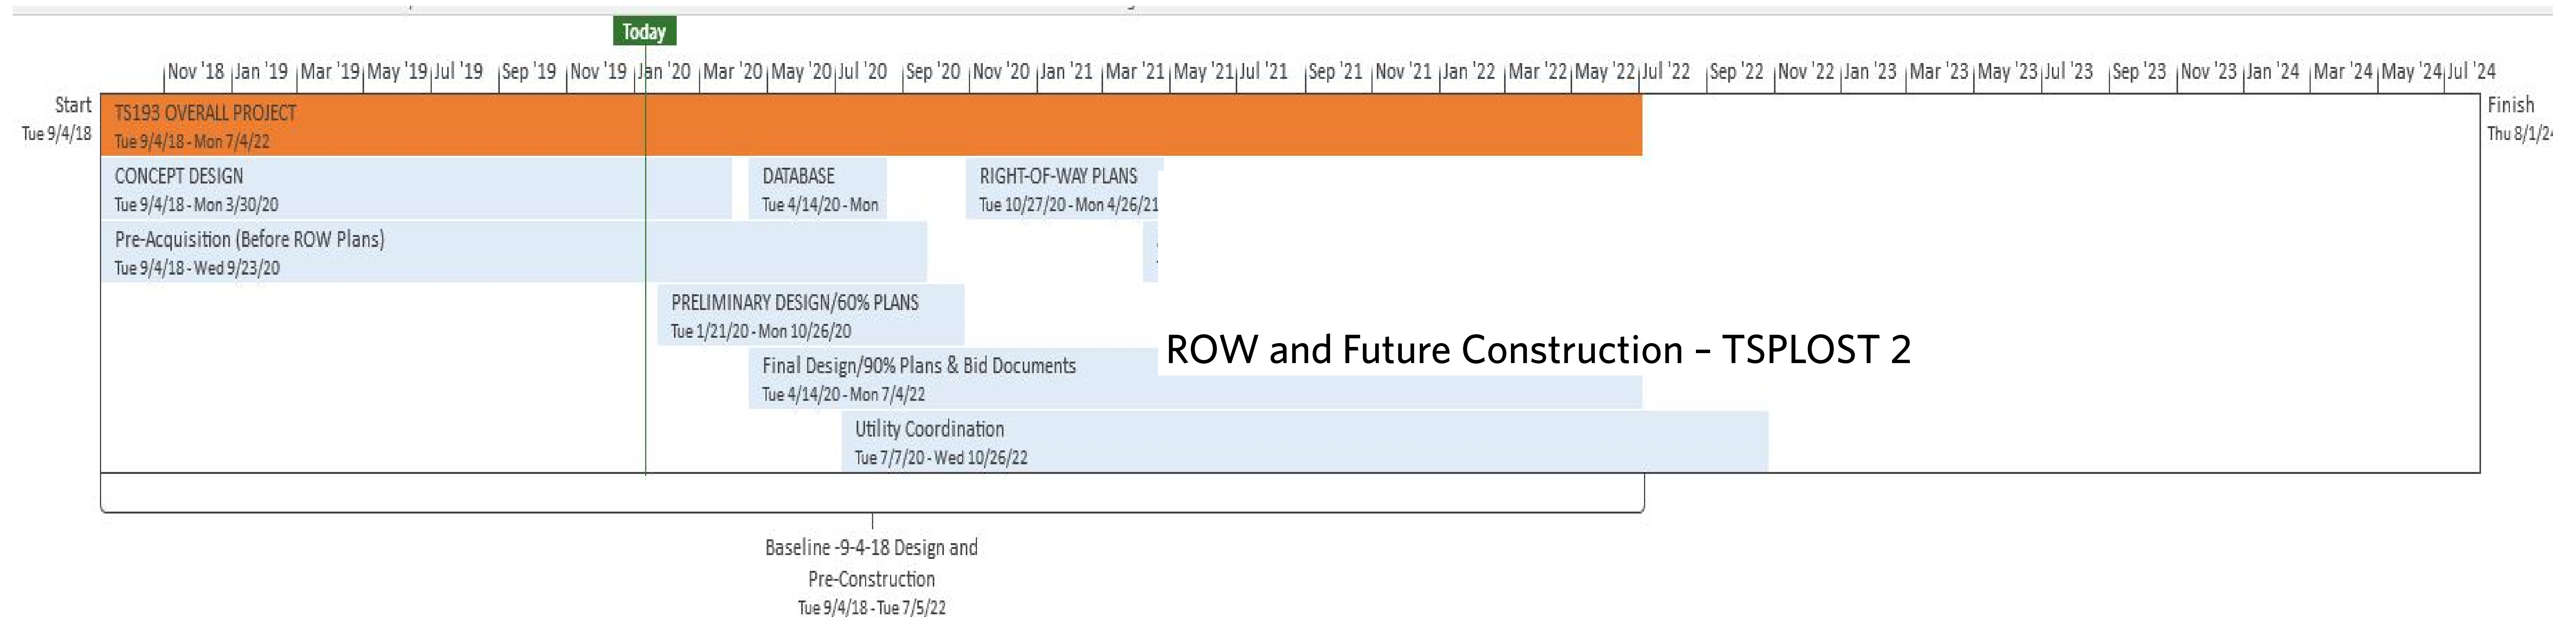 Today
Nov '18 Jan '19 Mar '19 May '19 Jul '19 Sep '19 Nov '19 Jan '20 Mar '20 May '20 Jul '20 Sep '20 Nov '20 Jan '21 Mar '21 May '21 Jul '21 Sep '21 Nov '21 Jan '22 Mar '22 May '22 Jul '22 Sep '22 Nov '22 Jan '23 Mar '23 May '23 Jul '23 Sep '23 Nov '23 Jan '24 Mar '24 May '24 Jul '24
Start
Tue 9/4/18
TS193 OVERALL PROJECT
Tue 9/4/18 - Mon 7/4/22
Finish
Thu 8/1/24
CONCEPT DESIGN
Tue 9/4/18 - Mon 3/30/20
DATABASE
Tue 4/14/20 - Mon
RIGHT-OF-WAY PLANS
Tue 10/27/20 - Mon 4/26/21
Pre-Acquisition (Before ROW Plans)
Tue 9/4/18 - Wed 9/23/20
PRELIMINARY DESIGN/60% PLANS
Tue 1/21/20 - Mon 10/26/20
ROW and Future Construction – TSPLOST 2
Final Design/90% Plans & Bid Documents
Tue 4/14/20 - Mon 7/4/22
Utility Coordination
Tue 7/7/20 - Wed 10/26/22
Baseline -9-4-18 Design and
Pre-Construction
Tue 9/4/18 - Tue 7/5/22